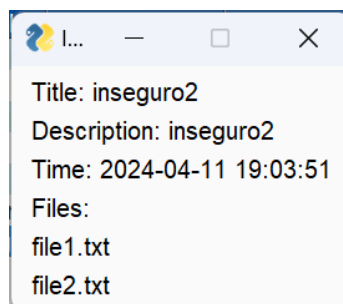 I...
Title: inseguro2
Description: inseguro2
Time: 2024-04-11 19:03:51
Files:
file1.txt
file2.txt